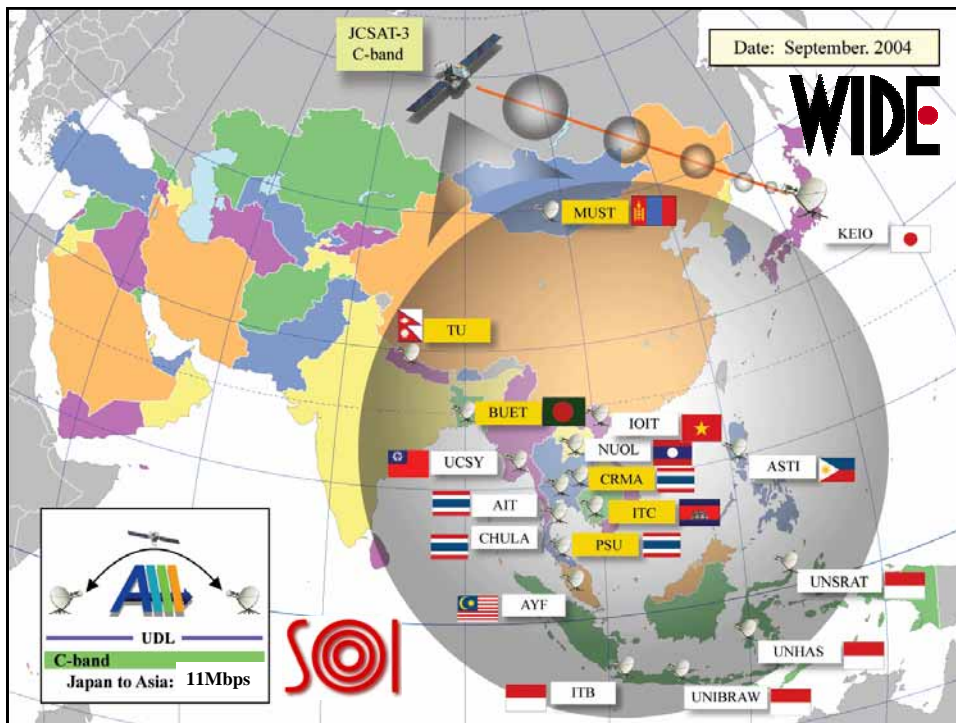 JCSAT-3
C-band
Date: September. 2004
WIDE
MUST
KEIO
TU
BUET
IOIT
NUOL
UCSY
ASTI
CRMA
AIT
ITC
CHULA
PSU
UNSRAT
AYF
UNHAS
ITB
UNIBRAW
AIII
UDL
C-band
Japan to Asia: 11Mbps
SOI